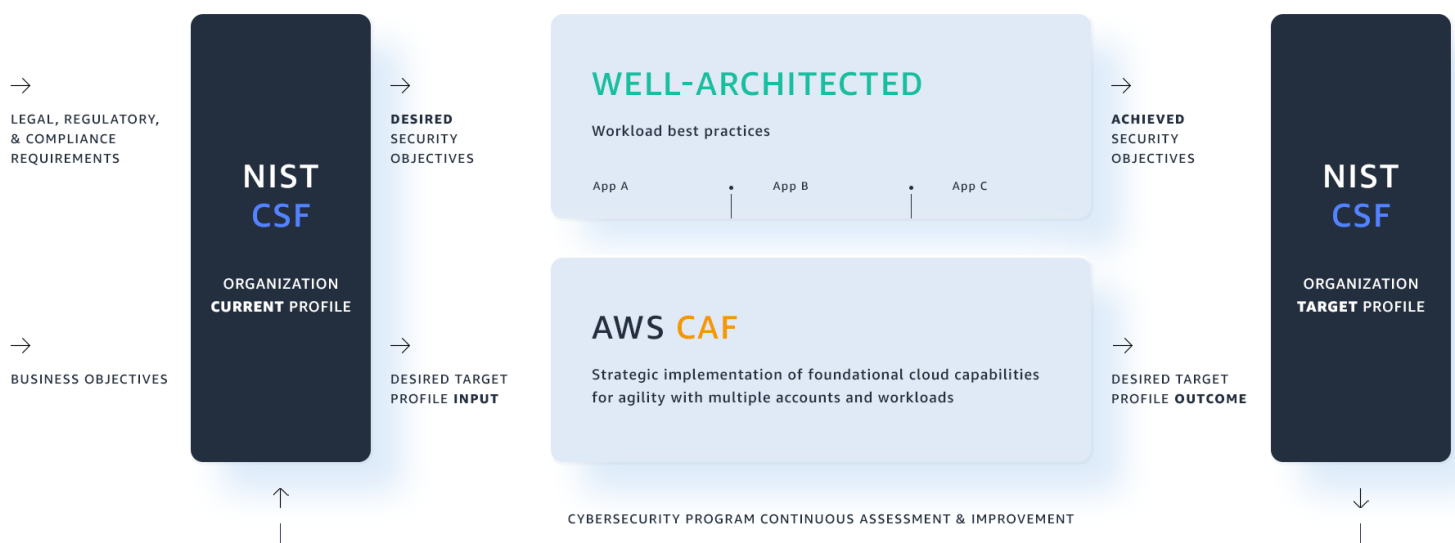 LEGAL, REGULATORY,
& COMPLIANCE
REQUIREMENTS
BUSINESS OBJECTIVES
NIST
CSF
ORGANIZATION
CURRENT PROFILE
DESIRED
SECURITY
OBJECTIVES
DESIRED TARGET
PROFILE INPUT
WELL-ARCHITECTED
Workload best practices
App A
App B
App C
AWS CAF
Strategic implementation of foundational cloud capabilities
for agility with multiple accounts and workloads
ACHIEVED
SECURITY
OBJECTIVES
DESIRED TARGET
PROFILE OUTCOME
NIST
CSF
ORGANIZATION
TARGET PROFILE
CYBERSECURITY PROGRAM CONTINUOUS ASSESSMENT & IMPROVEMENT